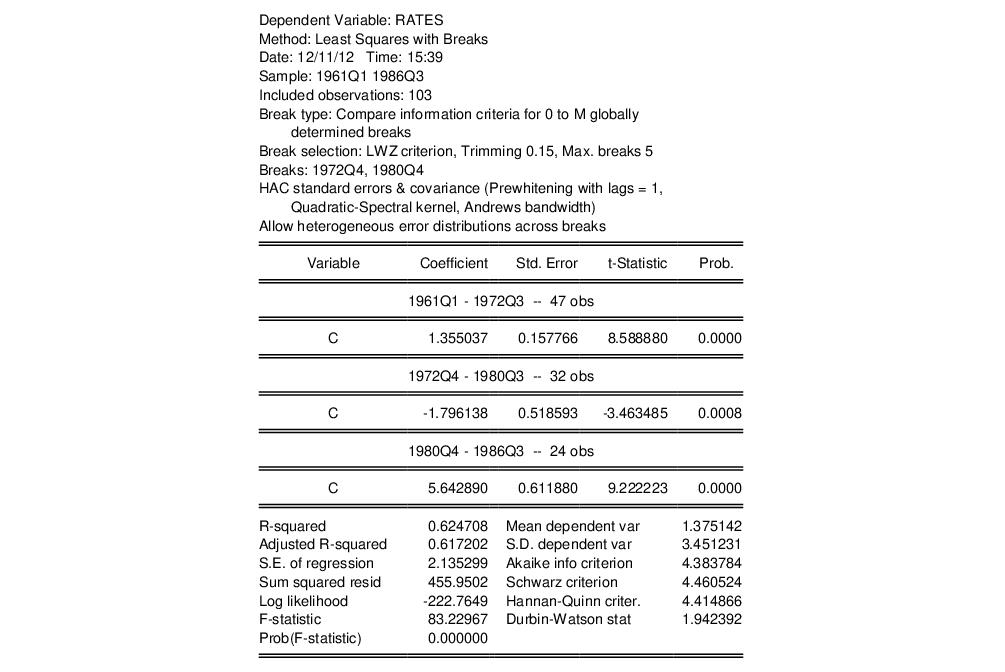 Dependent Variable: RATES
Method: Least Squares with Breaks
Date: 12/11/12   Time: 15:39
Sample: 1961Q1 1986Q3
Included observations: 103
Break type: Compare information criteria for 0 to M globally
determined breaks
Break selection: LWZ criterion, Trimming 0.15, Max. breaks 5
Breaks: 1972Q4, 1980Q4
HAC standard errors & covariance (Prewhitening with lags = 1,
Quadratic-Spectral kernel, Andrews bandwidth)
Allow heterogeneous error distributions across breaks
Variable Coefficient Std. Error t-Statistic Prob.
1961Q1 - 1972Q3 -- 47 obs
C 1.355037 0.157766 8.588880 0.0000
1972Q4 - 1980Q3 -- 32 obs
C -1.796138 0.518593 -3.463485 0.0008
1980Q4 - 1986Q3 -- 24 obs
C 5.642890 0.611880 9.222223 0.0000
R-squared 0.624708 Mean dependent var 1.375142
Adjusted R-squared 0.617202 S.D. dependent var 3.451231
S.E. of regression 2.135299 Akaike info criterion 4.383784
Sum squared resid 455.9502 Schwarz criterion 4.460524
Log likelihood -222.7649 Hannan-Quinn criter. 4.414866
F-statistic 83.22967 Durbin-Watson stat 1.942392
Prob(F-statistic) 0.000000